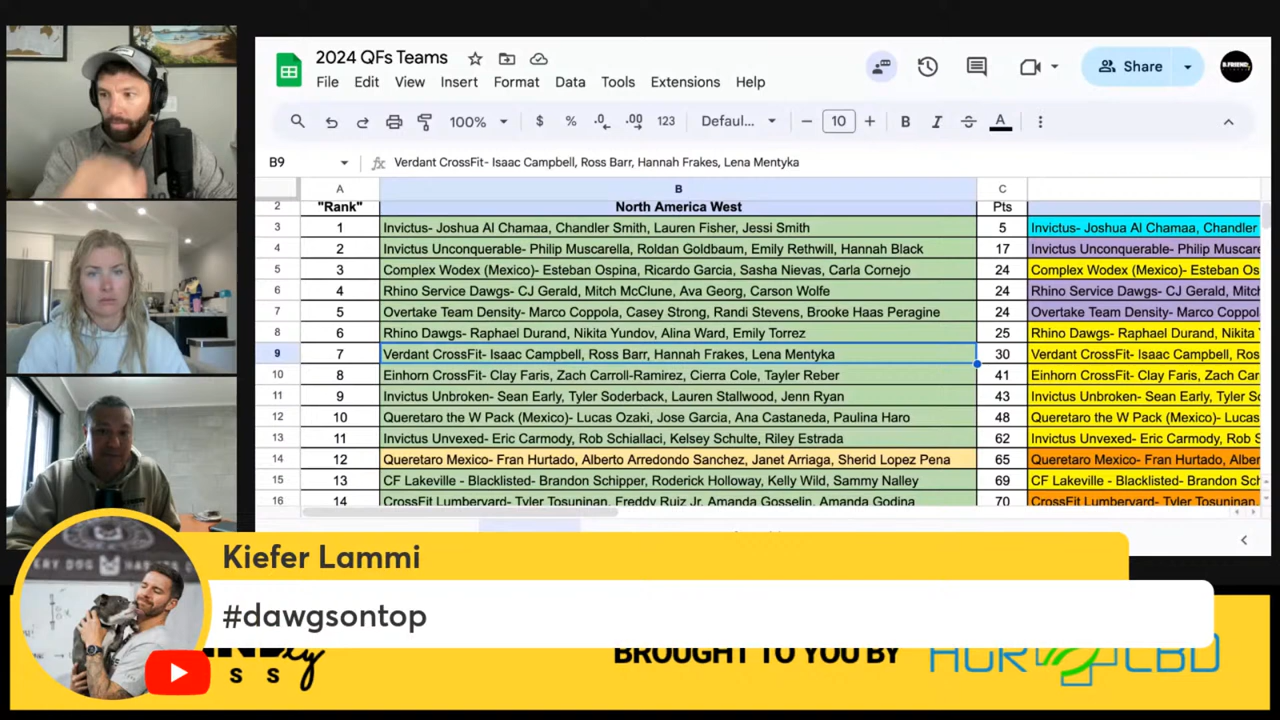 2024 QFs Teams
File Edit View Insert Format Data Tools Extensions Help
Share
100% $ % .0 .00 123 Defaul... 10 B I A
B9 fx Verdant CrossFit- Isaac Campbell, Ross Barr, Hannah Frakes, Lena Mentyka
A B C
2 "Rank" North America West Pts
3 1 Invictus- Joshua Al Chamaa, Chandler Smith, Lauren Fisher, Jessi Smith 5 Invictus- Joshua Al Chamaa, Chandler
4 2 Invictus Unconquerable- Philip Muscarella, Roldan Goldbaum, Emily Rethwill, Hannah Black 17 Invictus Unconquerable- Philip Muscare
5 3 Complex Wodex (Mexico)- Esteban Ospina, Ricardo Garcia, Sasha Nievas, Carla Cornejo 24 Complex Wodex (Mexico)- Esteban Os
6 4 Rhino Service Dawgs- CJ Gerald, Mitch McClune, Ava Georg, Carson Wolfe 24 Rhino Service Dawgs- CJ Gerald, Mitc
7 5 Overtake Team Density- Marco Coppola, Casey Strong, Randi Stevens, Brooke Haas Peragine 24 Overtake Team Density- Marco Coppol
8 6 Rhino Dawgs- Raphael Durand, Nikita Yundov, Alina Ward, Emily Torrez 25 Rhino Dawgs- Raphael Durand, Nikita Y
9 7 Verdant CrossFit- Isaac Campbell, Ross Barr, Hannah Frakes, Lena Mentyka 30 Verdant CrossFit- Isaac Campbell, Ros
10 8 Einhorn CrossFit- Clay Faris, Zach Carroll-Ramirez, Cierra Cole, Tayler Reber 41 Einhorn CrossFit- Clay Faris, Zach Car
11 9 Invictus Unbroken- Sean Early, Tyler Soderback, Lauren Stallwood, Jenn Ryan 43 Invictus Unbroken- Sean Early, Tyler So
12 10 Queretaro the W Pack (Mexico)- Lucas Ozaki, Jose Garcia, Ana Castaneda, Paulina Haro 48 Queretaro the W Pack (Mexico)- Lucas
13 11 Invictus Unvexed- Eric Carmody, Rob Schiallaci, Kelsey Schulte, Riley Estrada 62 Invictus Unvexed- Eric Carmody, Rob S
14 12 Queretaro Mexico- Fran Hurtado, Alberto Arredondo Sanchez, Janet Arriaga, Sherid Lopez Pena 65 Queretaro Mexico- Fran Hurtado, Alber
15 13 CF Lakeville - Blacklisted- Brandon Schipper, Roderick Holloway, Kelly Wild, Sammy Nalley 69 CF Lakeville - Blacklisted- Brandon Sch
16 14 CrossFit Lumberyard- Tyler Tosuninan, Freddy Ruiz Jr, Amanda Gosselin, Amanda Godina 70 CrossFit Lumberyard- Tyler Tosuninan,
Kiefer Lammi
#dawgsontop
BROUGHT TO YOU BY
CBD